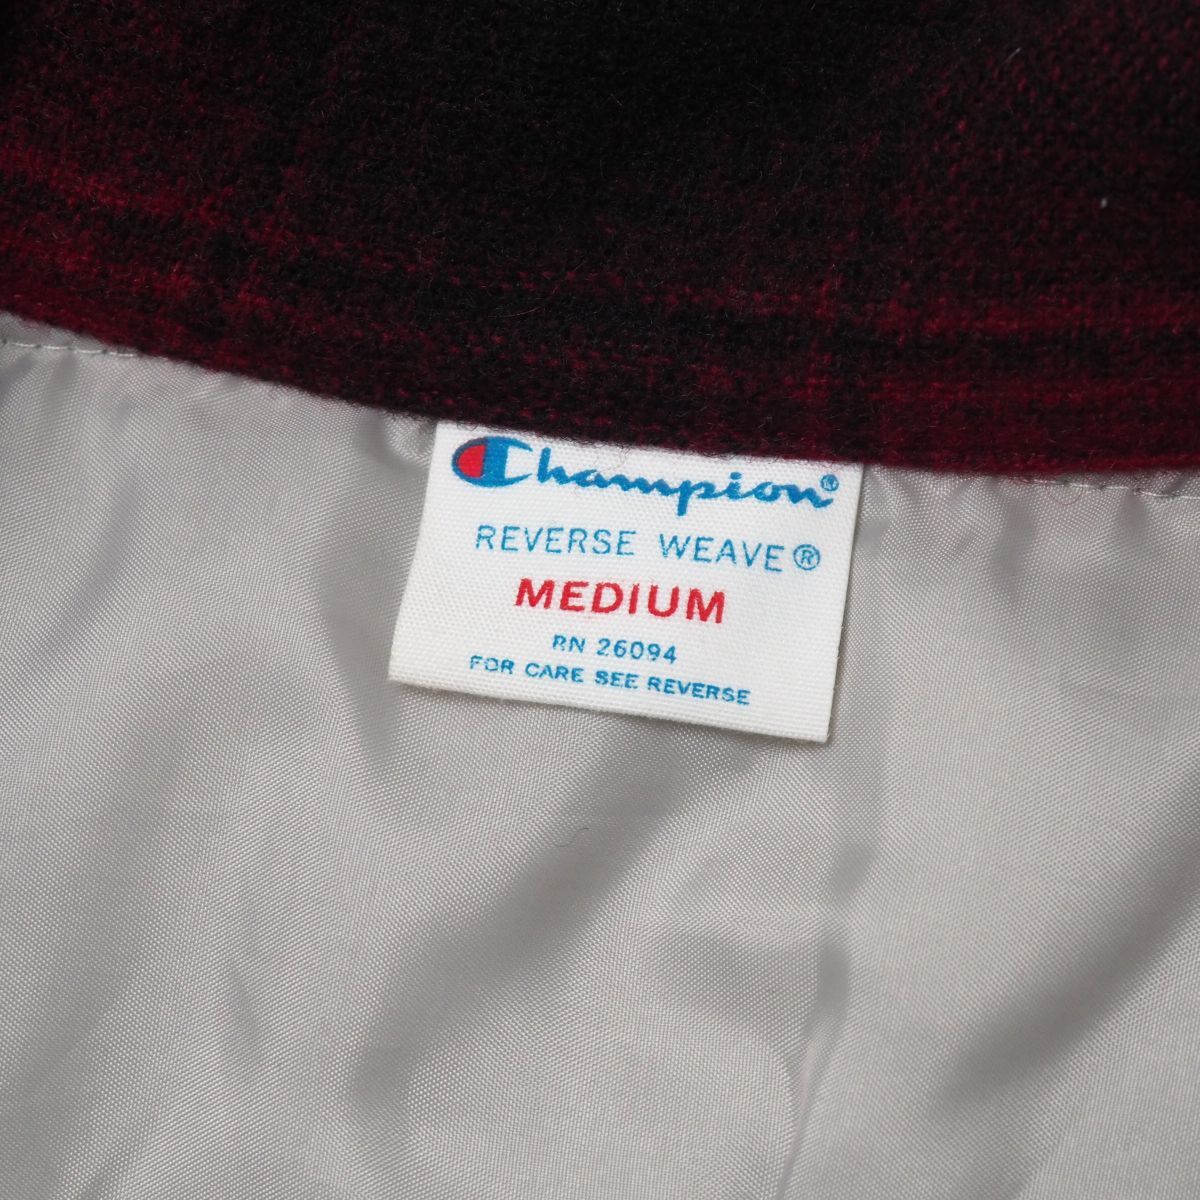 Champion®
REVERSE WEAVE®
MEDIUM
RN 26094
FOR CARE SEE REVERSE